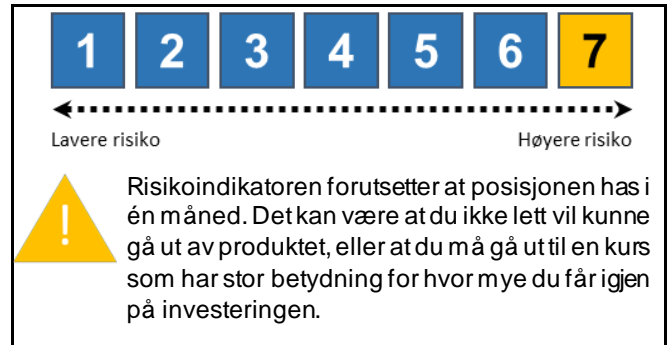 1 2 3 4 5 6 7
Lavere risiko Høyere risiko
!
Risikoindikatoren forutsetter at posisjonen has i
én måned. Det kan være at du ikke lett vil kunne
gå ut av produktet, eller at du må gå ut til en kurs
som har stor betydning for hvor mye du får igjen
på investeringen.